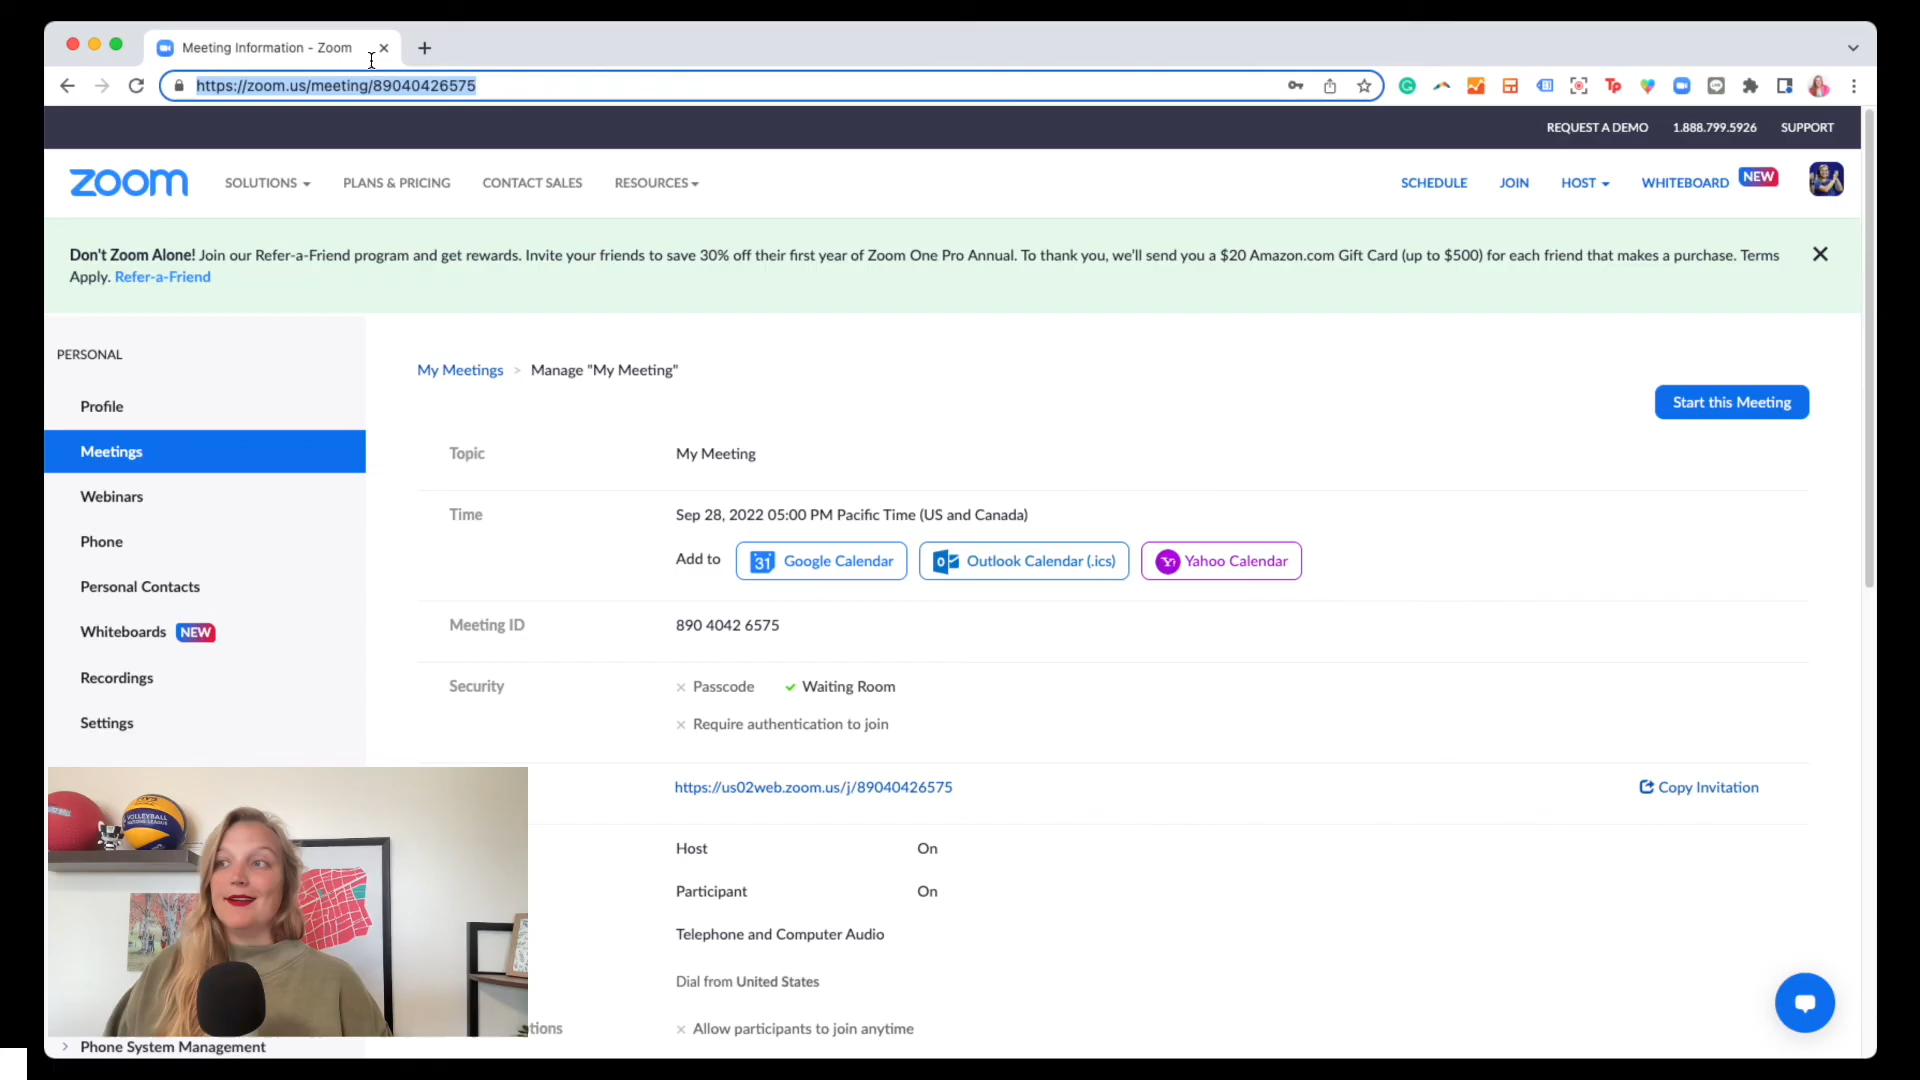 Meeting Information - Zoom
https://zoom.us/meeting/89040426575
REQUEST A DEMO 1.888.799.5926 SUPPORT
zoom SOLUTIONS PLANS & PRICING CONTACT SALES RESOURCES SCHEDULE JOIN HOST WHITEBOARD NEW
Don't Zoom Alone! Join our Refer-a-Friend program and get rewards. Invite your friends to save 30% off their first year of Zoom One Pro Annual. To thank you, we'll send you a $20 Amazon.com Gift Card (up to $500) for each friend that makes a purchase. Terms
Apply. Refer-a-Friend
PERSONAL
Profile
Meetings
Webinars
Phone
Personal Contacts
Whiteboards NEW
Recordings
Settings
Phone System Management
My Meetings > Manage "My Meeting"
Start this Meeting
Topic My Meeting
Time Sep 28, 2022 05:00 PM Pacific Time (US and Canada)
Add to 31 Google Calendar Outlook Calendar (.ics) Yahoo Calendar
Meeting ID 890 4042 6575
Security Passcode Waiting Room
Require authentication to join
https://us02web.zoom.us/j/89040426575 Copy Invitation
Host On
Participant On
Telephone and Computer Audio
Dial from United States
tions Allow participants to join anytime
VOLLEYBALL